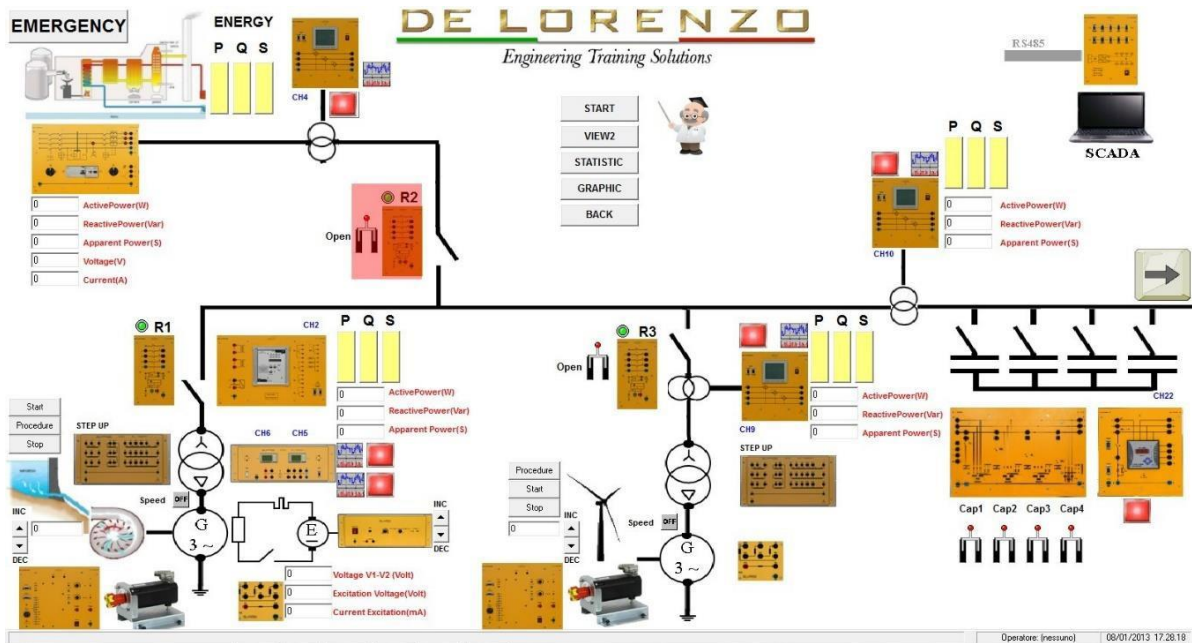 EMERGENCY
ENERGY
P Q S
DE LORENZO
Engineering Training Solutions
RS485
CH4
START
VIEW2
STATISTIC
GRAPHIC
BACK
SCADA
P Q S
R2
Open
0 ActivePower(W)
0 ReactivePower(Var)
0 Apparent Power(S)
0 Voltage(V)
0 Current(A)
0 ActivePower(W)
0 ReactivePower(Var)
0 Apparent Power(S)
CH10
R1
CH2
P Q S
R3
Open
P Q S
0 ActivePower(W)
0 ReactivePower(Var)
0 Apparent Power(S)
CH9
0 ActivePower(W)
0 ReactivePower(Var)
0 Apparent Power(S)
CH22
Start
Procedure
Stop
STEP UP
CH6 CH5
STEP UP
Procedure
Start
Stop
Speed OFF
INC
0
DEC
G
3 ~
E
INC
DEC
0
INC
DEC
Speed OFF
G
3 ~
Cap1 Cap2 Cap3 Cap4
0 Voltage V1-V2 (Volt)
0 Excitation Voltage(Volt)
0 Current Excitation(mA)
Operatore: (nessuno) 08/01/2013 17.28.18